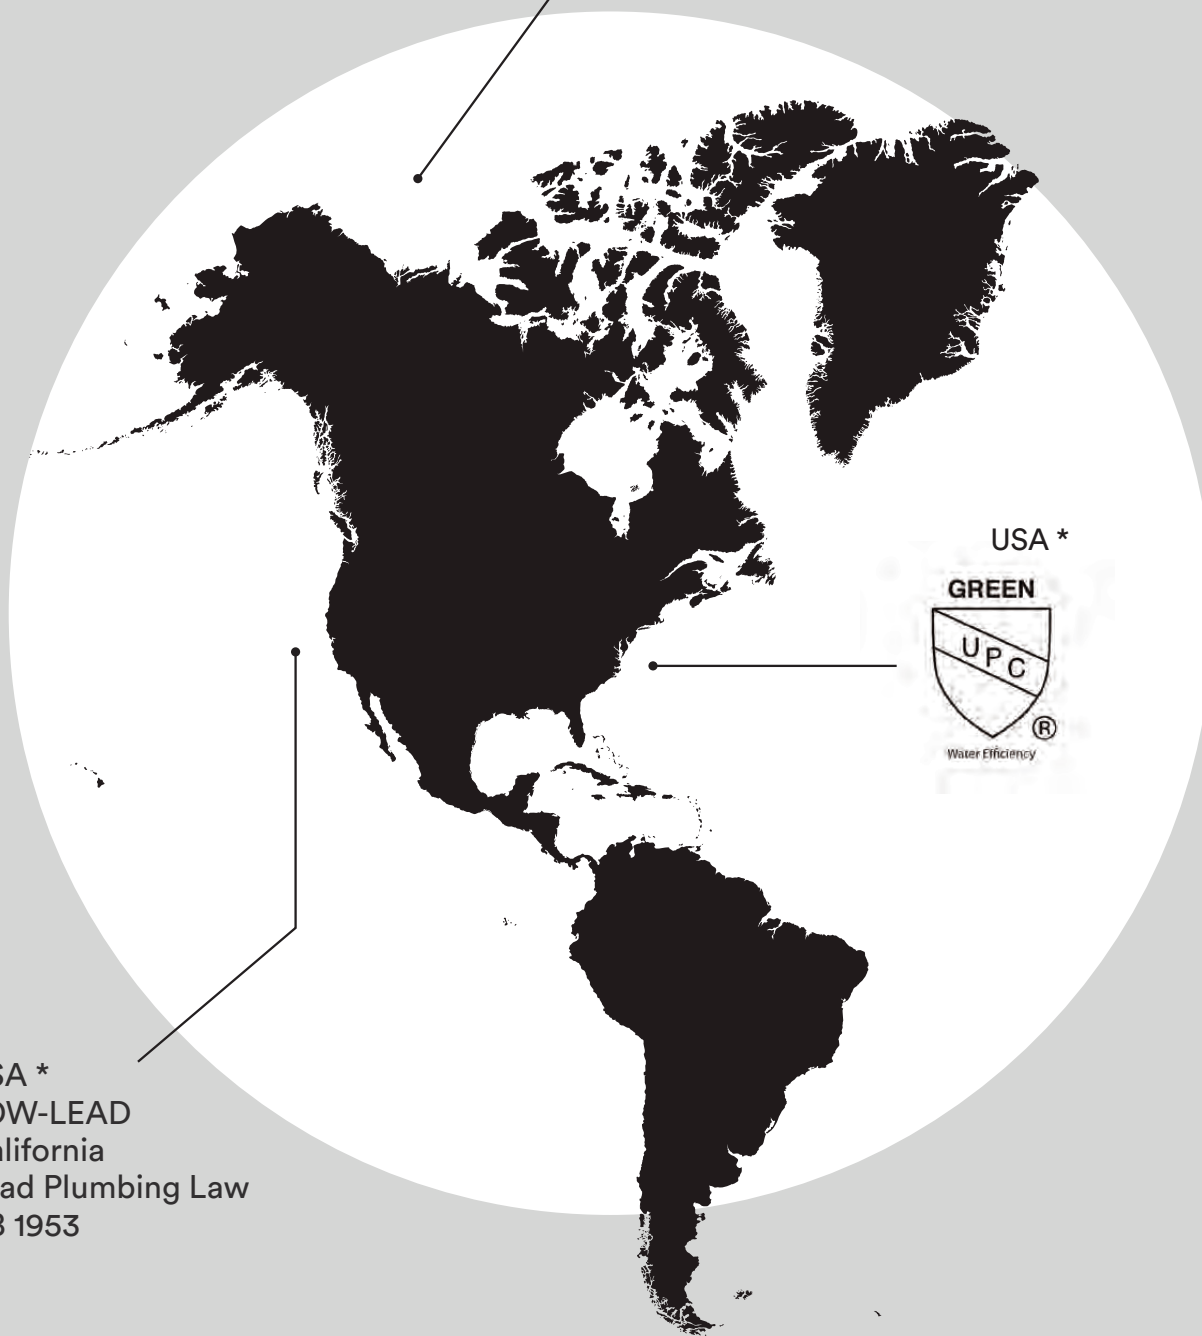 USA *
GREEN
UPC
®
Water Efficiency
SA *
OW-LEAD
alifornia
ad Plumbing Law
B 1953